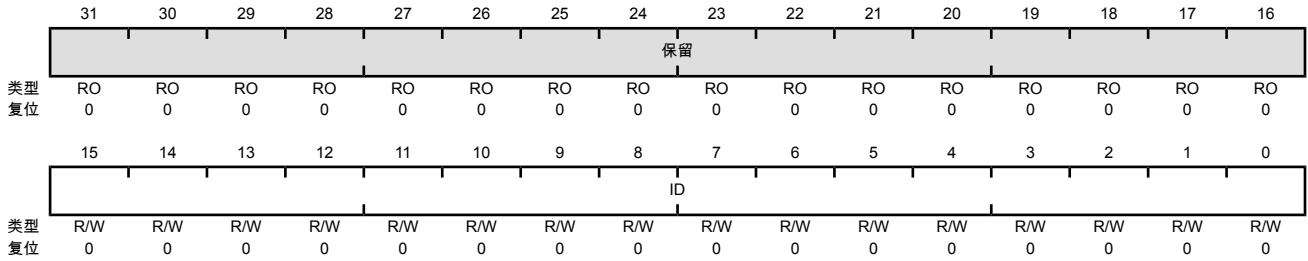 31 30 29 28 27 26 25 24 23 22 21 20 19 18 17 16
保留
类型 RO RO RO RO RO RO RO RO RO RO RO RO RO RO RO RO
复位 0 0 0 0 0 0 0 0 0 0 0 0 0 0 0 0
15 14 13 12 11 10 9 8 7 6 5 4 3 2 1 0
ID
类型 R/W R/W R/W R/W R/W R/W R/W R/W R/W R/W R/W R/W R/W R/W R/W R/W
复位 0 0 0 0 0 0 0 0 0 0 0 0 0 0 0 0